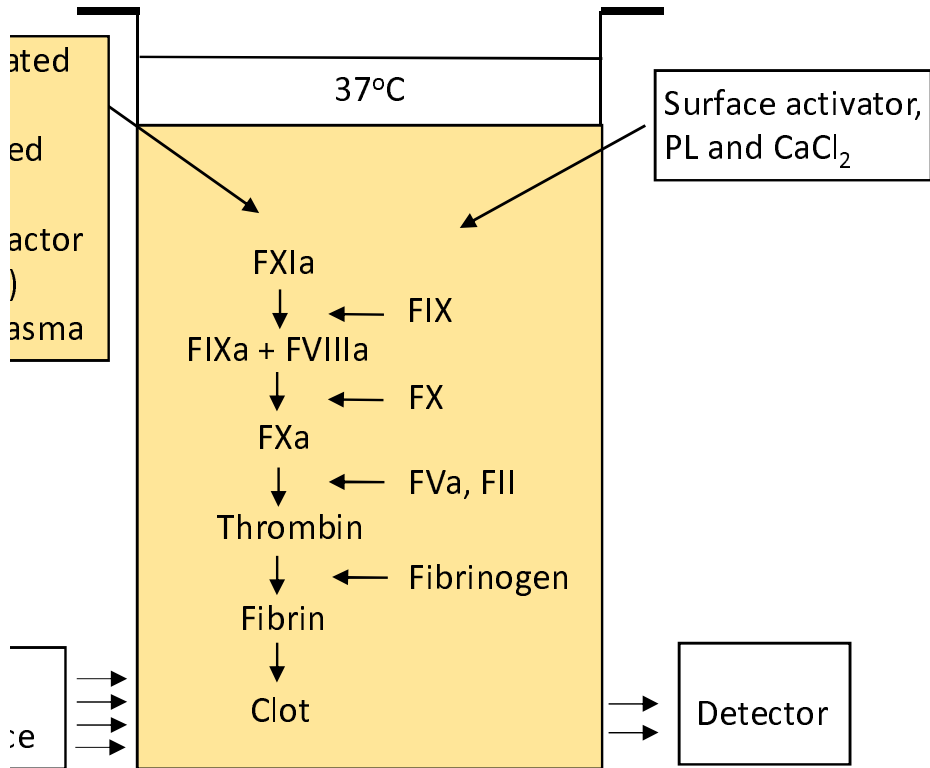 ated
ed
actor
)
asma
37°C
Surface activator,
PL and CaCl₂
FXIa
FIX
FIXa + FVIIIa
FX
FXa
FVa, FII
Thrombin
Fibrinogen
Fibrin
Clot
ce
Detector